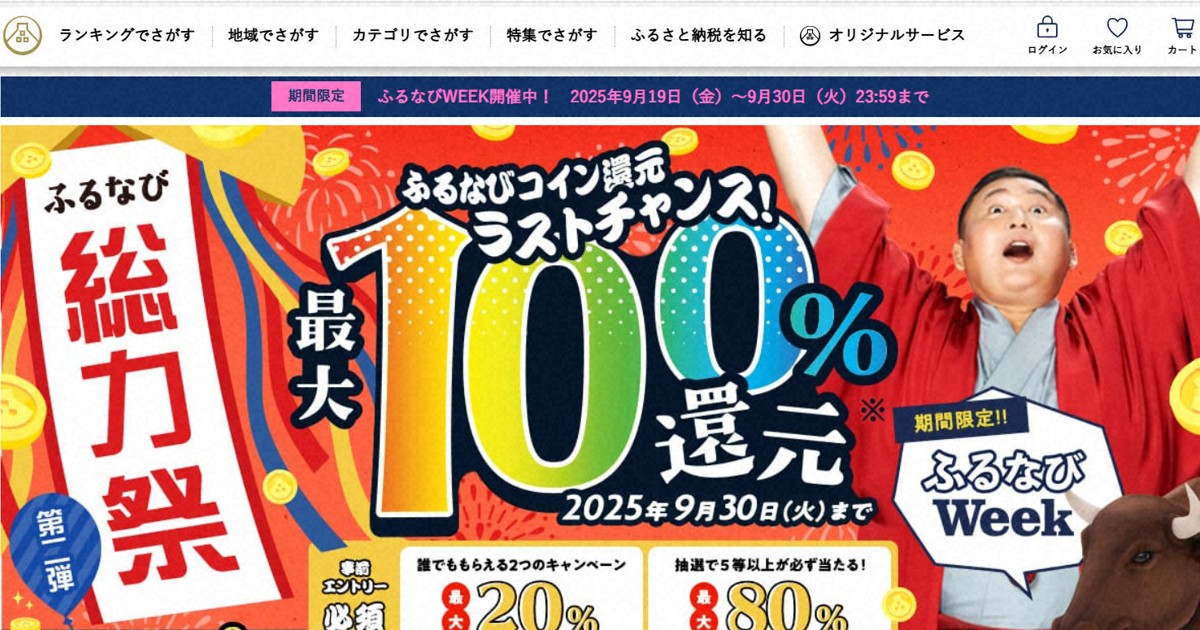 ランキングでさがす
地域でさがす
カテゴリでさがす
特集でさがす
ふるさと納税を知る
オリジナルサービス
ログイン
お気に入り
カート
期間限定
ふるなびWEEK開催中！ 2025年9月19日（金）～9月30日（火）23:59まで
ふるなび
総力祭
第二弾
ふるなびコイン還元
ラストチャンス!
最大
100%
還元※
2025年9月30日(火)まで
期間限定!!
ふるなび
Week
事前
エントリー
必須
誰でももらえる2つのキャンペーン
最大
20%
抽選で5等以上が必ず当たる!
最大
80%